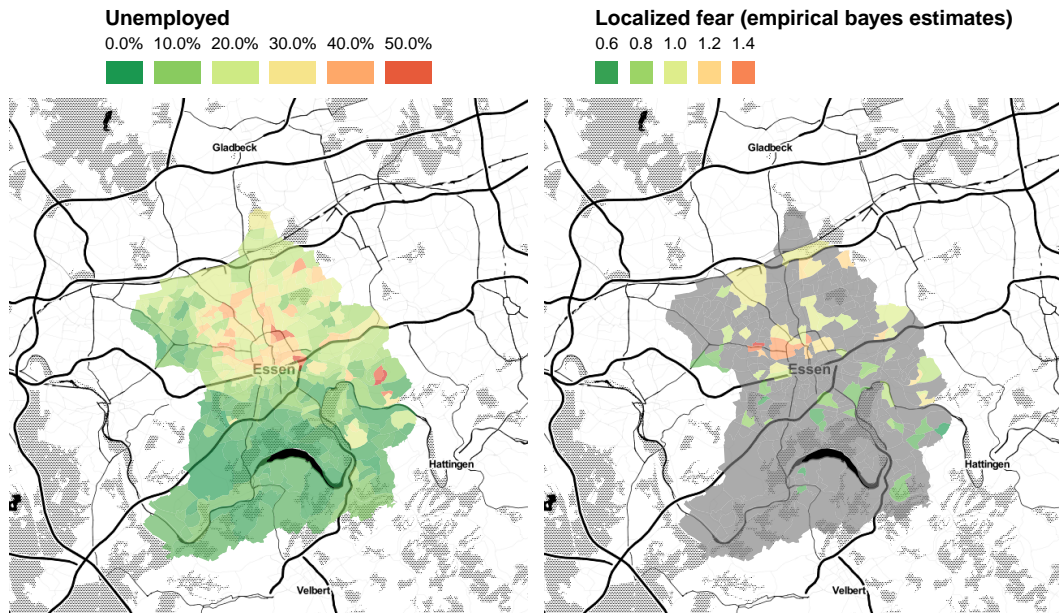 Unemployed
0.0% 10.0% 20.0% 30.0% 40.0% 50.0%
Localized fear (empirical bayes estimates)
0.6 0.8 1.0 1.2 1.4
Gladbeck
Essen
Hattingen
Velbert
Gladbeck
Essen
Hattingen
Velbert